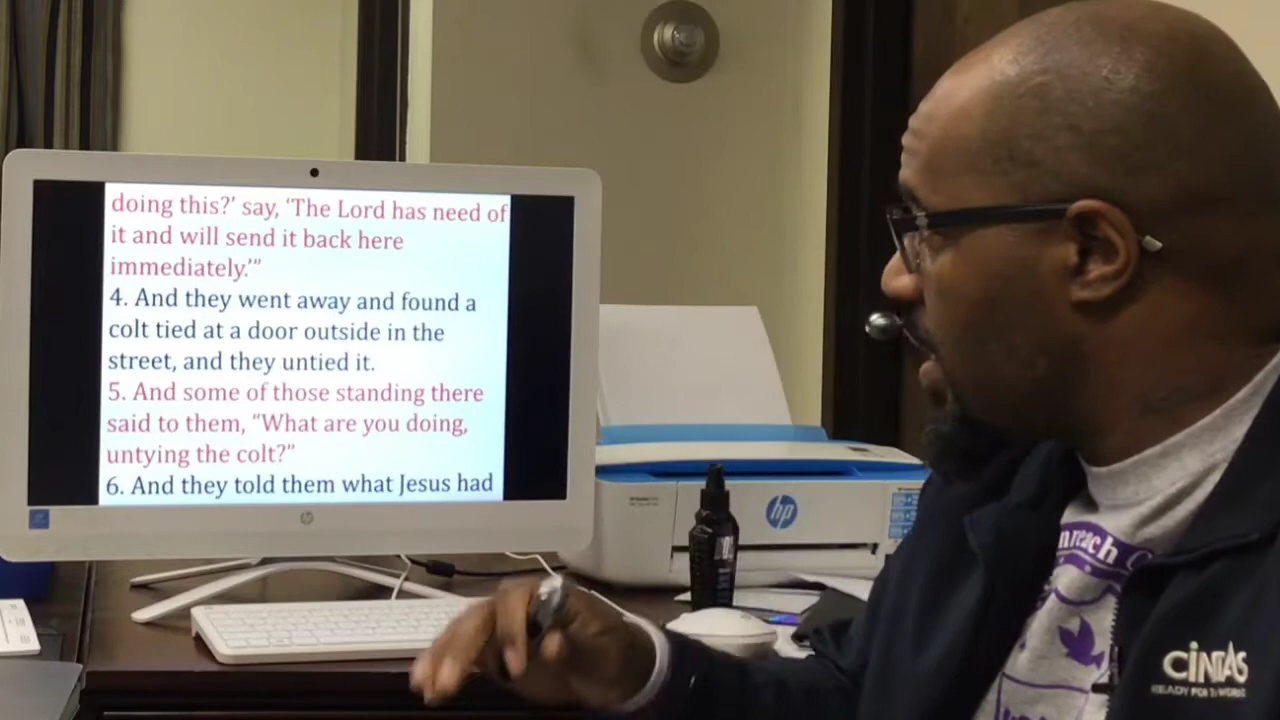 doing this?’ say, ‘The Lord has need of
it and will send it back here
immediately.’”
4. And they went away and found a
colt tied at a door outside in the
street, and they untied it.
5. And some of those standing there
said to them, “What are you doing,
untying the colt?”
6. And they told them what Jesus had
hp
hp
CiNTAS
READY FOR